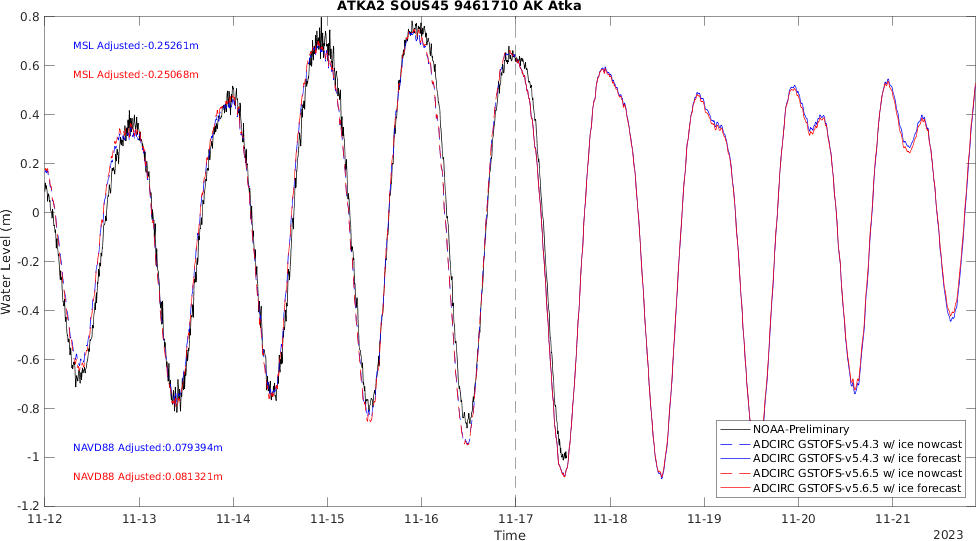 ATKA2 SOUS45 9461710 AK Atka
MSL Adjusted:-0.25261m
MSL Adjusted:-0.25068m
NAVD88 Adjusted:0.079394m
NAVD88 Adjusted:0.081321m
Water Level (m)
0.8
0.6
0.4
0.2
0
-0.2
-0.4
-0.6
-0.8
-1
-1.2
NOAA-Preliminary
ADCIRC GSTOFS-v5.4.3 w/ ice nowcast
ADCIRC GSTOFS-v5.4.3 w/ ice forecast
ADCIRC GSTOFS-v5.6.5 w/ ice nowcast
ADCIRC GSTOFS-v5.6.5 w/ ice forecast
11-12 11-13 11-14 11-15 11-16 11-17 11-18 11-19 11-20 11-21
Time
2023